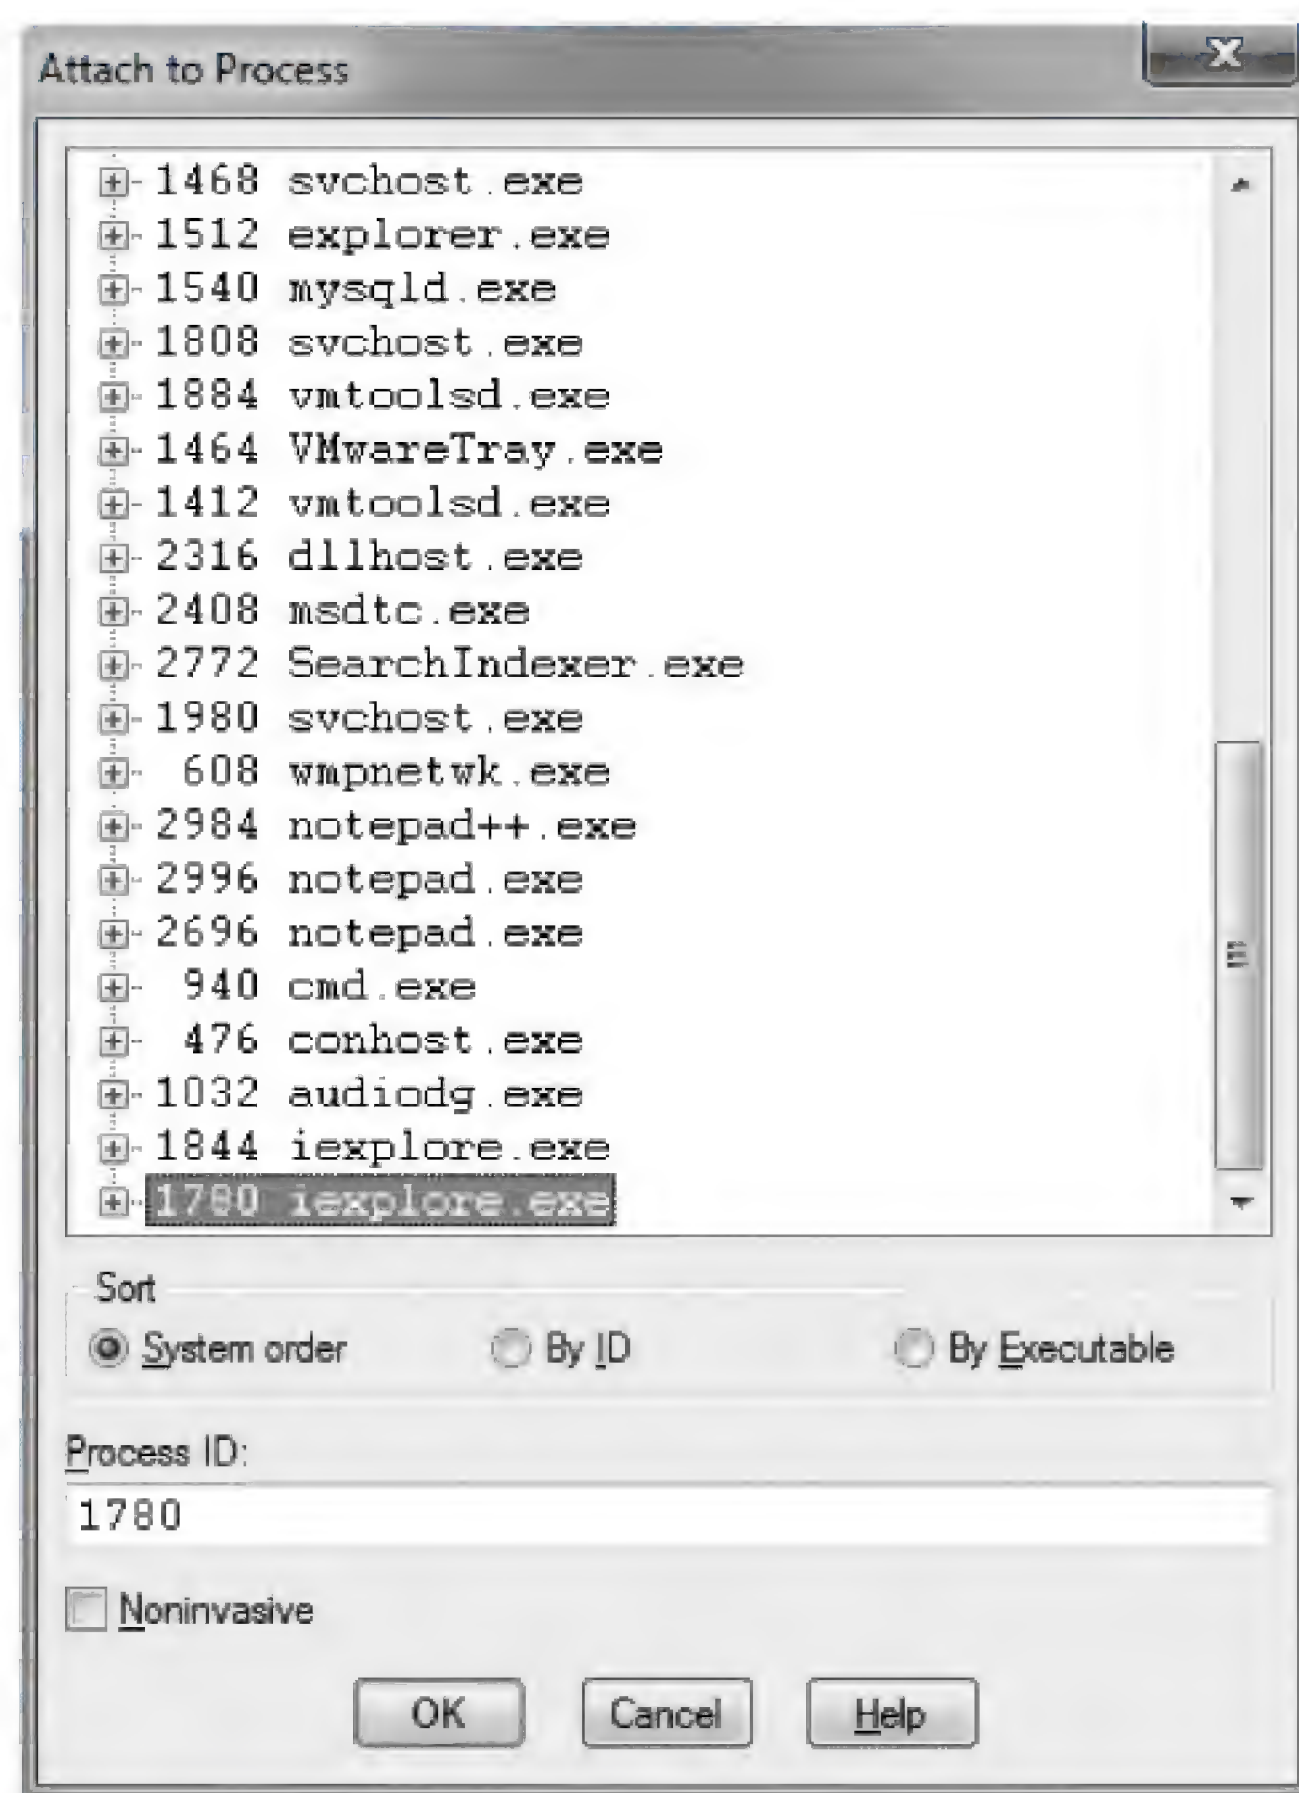 Attach to Process
1468 svchost.exe
1512 explorer.exe
1540 mysqld.exe
1808 svchost.exe
1884 vmtoolsd.exe
1464 VMwareTray.exe
1412 vmtoolsd.exe
2316 dllhost.exe
2408 msdtc.exe
2772 SearchIndexer.exe
1980 svchost.exe
608 wmpnetwk.exe
2984 notepad++.exe
2996 notepad.exe
2696 notepad.exe
940 cmd.exe
476 conhost.exe
1032 audiodg.exe
1844 iexplore.exe
1780 iexplore.exe
Sort
System order By ID By Executable
Process ID:
1780
Noninvasive
OK Cancel Help